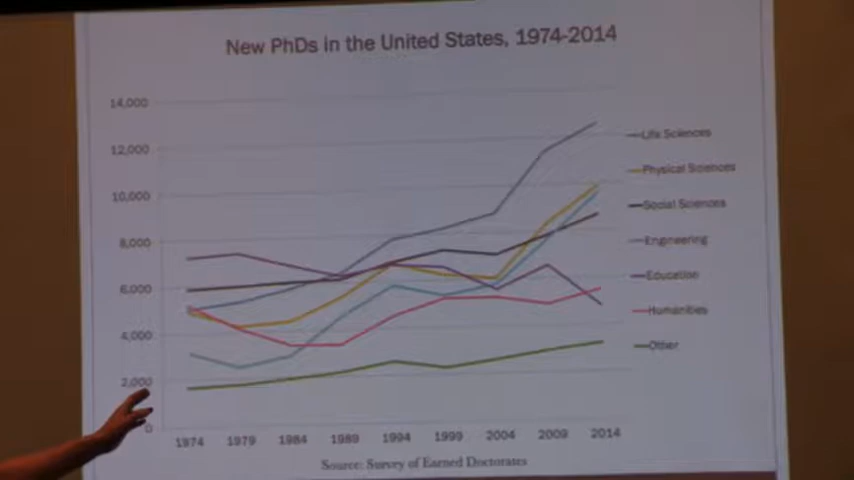 New PhDs in the United States, 1974-2014
14,000
12,000
10,000
8,000
6,000
4,000
2,000
0
1974 1979 1984 1989 1994 1999 2004 2009 2014
Life Sciences
Physical Sciences
Social Sciences
Engineering
Education
Humanities
Other
Source: Survey of Earned Doctorates